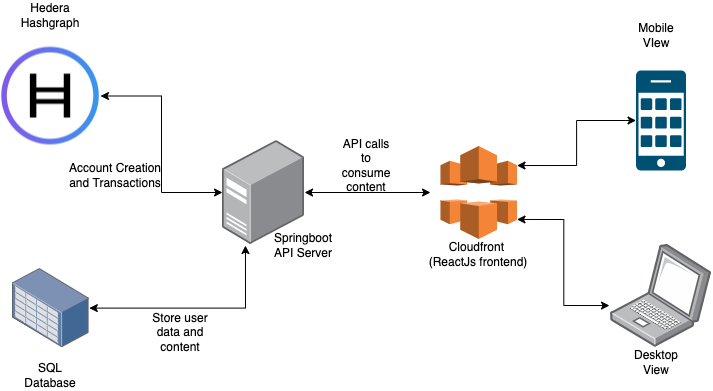 Hedera
Hashgraph
Mobile
VIew
API calls
to
consume
content
Account Creation
and Transactions
Springboot
API Server
Cloudfront
(ReactJs frontend)
Store user
data and
content
SQL
Database
Desktop
View